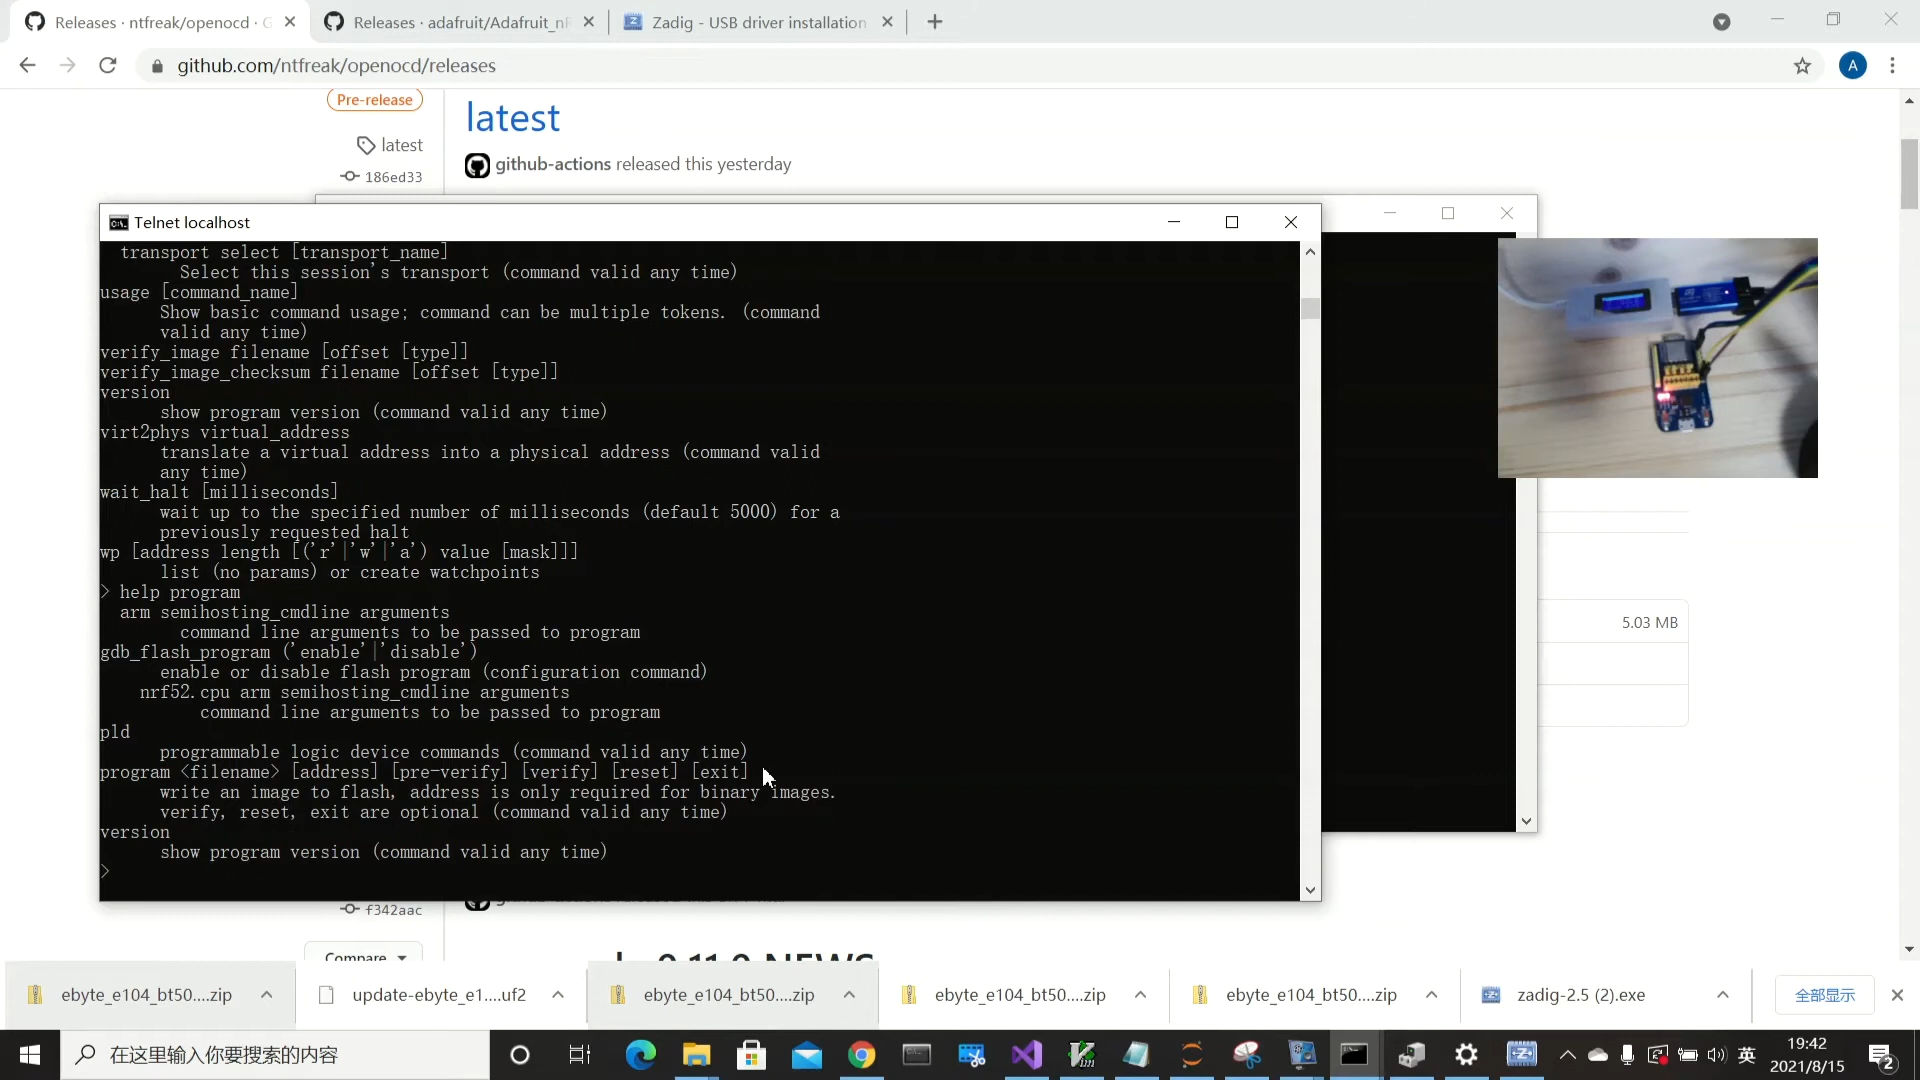 Releases · ntfreak/openocd · G
Releases · adafruit/Adafruit_nR
Zadig - USB driver installation
github.com/ntfreak/openocd/releases
A
Pre-release
latest
latest
github-actions released this yesterday
186ed33
Telnet localhost
transport select [transport_name]
Select this session's transport (command valid any time)
usage [command_name]
Show basic command usage; command can be multiple tokens. (command
valid any time)
verify_image filename [offset [type]]
verify_image_checksum filename [offset [type]]
version
show program version (command valid any time)
virt2phys virtual_address
translate a virtual address into a physical address (command valid
any time)
wait_halt [milliseconds]
wait up to the specified number of milliseconds (default 5000) for a
previously requested halt
wp [address length [('r'|'w'|'a') value [mask]]]
list (no params) or create watchpoints
> help program
arm semihosting_cmdline arguments
command line arguments to be passed to program
gdb_flash_program ('enable'|'disable')
enable or disable flash program (configuration command)
nrf52.cpu arm semihosting_cmdline arguments
command line arguments to be passed to program
pld
programmable logic device commands (command valid any time)
program <filename> [address] [pre-verify] [verify] [reset] [exit]
write an image to flash, address is only required for binary images.
verify, reset, exit are optional (command valid any time)
version
show program version (command valid any time)
>
5.03 MB
f342aac
Compare
ebyte_e104_bt50....zip
update-ebyte_e1....uf2
ebyte_e104_bt50....zip
ebyte_e104_bt50....zip
ebyte_e104_bt50....zip
zadig-2.5 (2).exe
全部显示
在这里输入你要搜索的内容
英
19:42
2021/8/15
2